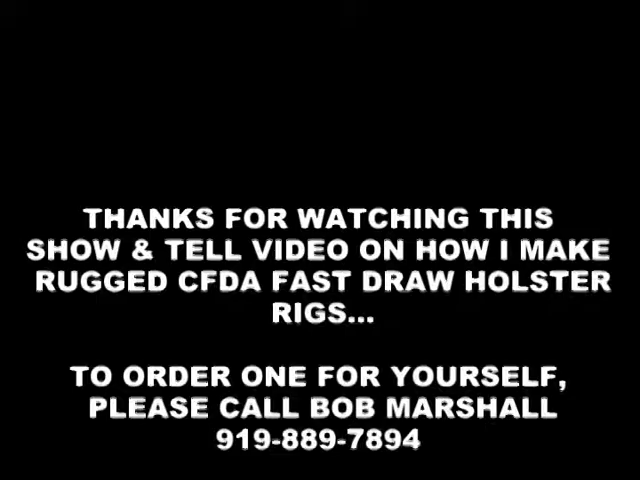 THANKS FOR WATCHING THIS
SHOW & TELL VIDEO ON HOW I MAKE
RUGGED CFDA FAST DRAW HOLSTER
RIGS...
TO ORDER ONE FOR YOURSELF,
PLEASE CALL BOB MARSHALL
919-889-7894